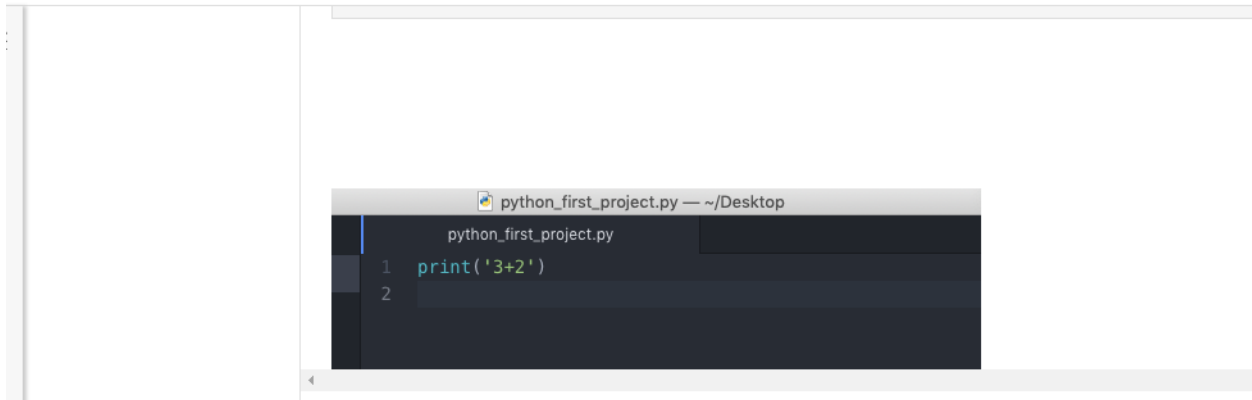 python_first_project.py — ~/Desktop
python_first_project.py
1 print('3+2')
2